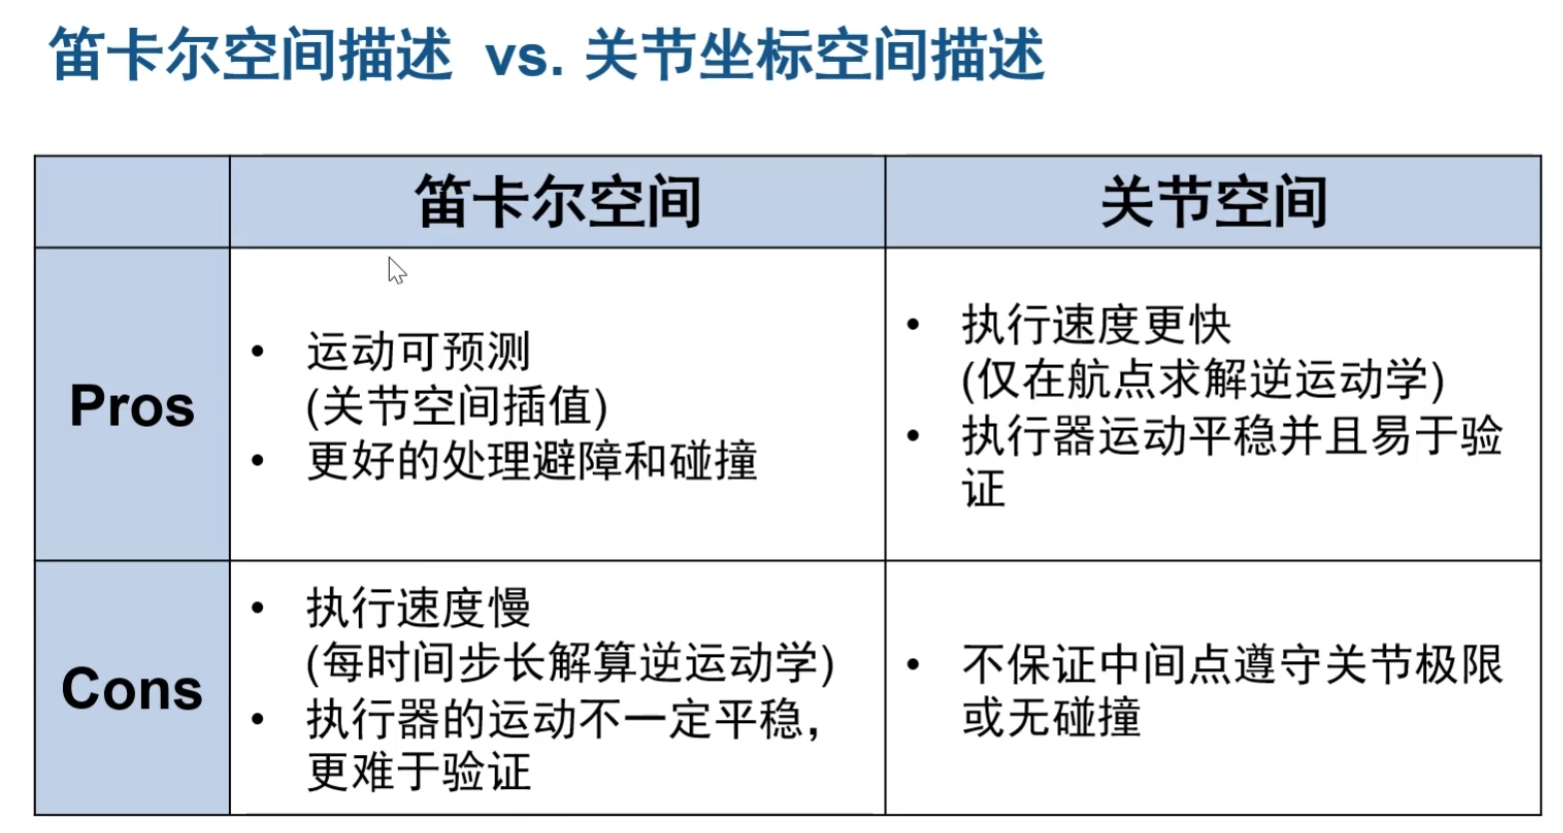 笛卡尔空间描述 vs. 关节坐标空间描述
笛卡尔空间
关节空间
Pros
• 运动可预测
(关节空间插值)
• 更好的处理避障和碰撞
• 执行速度更快
(仅在航点求解逆运动学)
• 执行器运动平稳并且易于验
证
Cons
• 执行速度慢
(每时间步长解算逆运动学)
• 执行器的运动不一定平稳，
更难于验证
• 不保证中间点遵守关节极限
或无碰撞